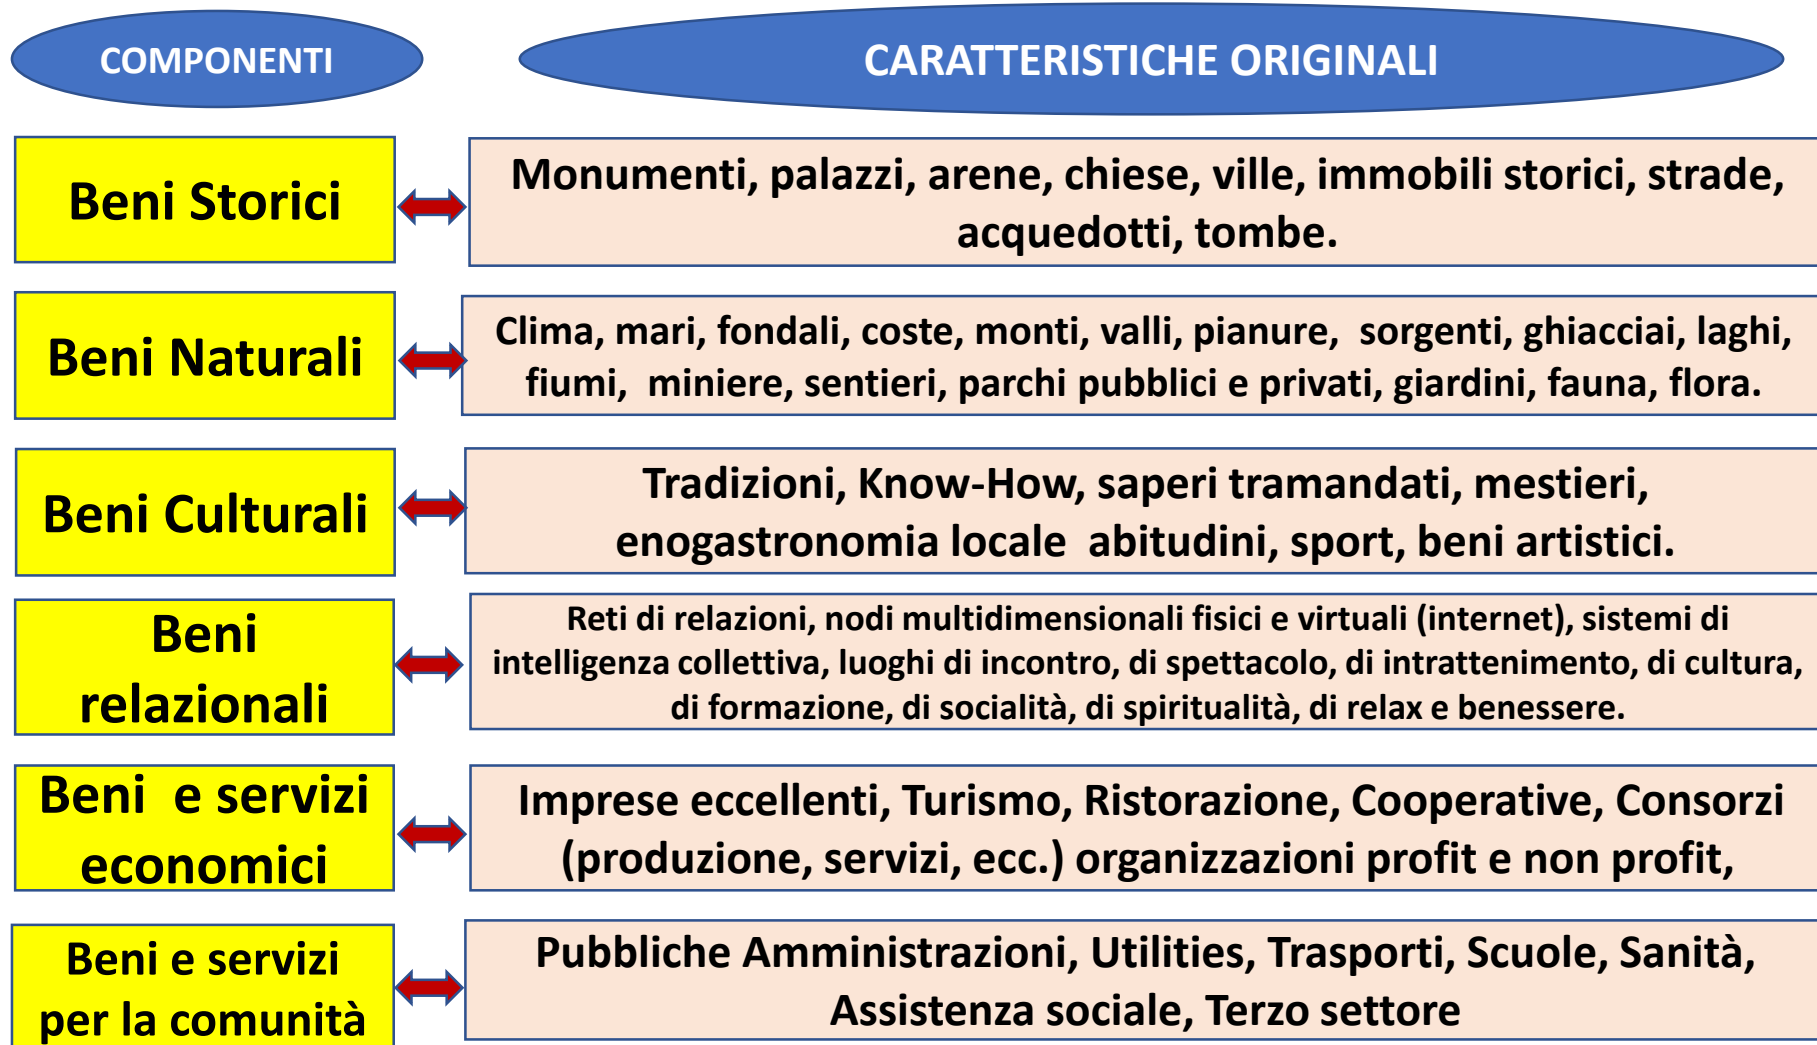 COMPONENTI
CARATTERISTICHE ORIGINALI
Beni Storici
Monumenti, palazzi, arene, chiese, ville, immobili storici, strade,
acquedotti, tombe.
Beni Naturali
Clima, mari, fondali, coste, monti, valli, pianure, sorgenti, ghiacciai, laghi,
fiumi, miniere, sentieri, parchi pubblici e privati, giardini, fauna, flora.
Beni Culturali
Tradizioni, Know-How, saperi tramandati, mestieri,
enogastronomia locale abitudini, sport, beni artistici.
Beni
relazionali
Reti di relazioni, nodi multidimensionali fisici e virtuali (internet), sistemi di
intelligenza collettiva, luoghi di incontro, di spettacolo, di intrattenimento, di cultura,
di formazione, di socialità, di spiritualità, di relax e benessere.
Beni e servizi
economici
Imprese eccellenti, Turismo, Ristorazione, Cooperative, Consorzi
(produzione, servizi, ecc.) organizzazioni profit e non profit,
Beni e servizi
per la comunità
Pubbliche Amministrazioni, Utilities, Trasporti, Scuole, Sanità,
Assistenza sociale, Terzo settore